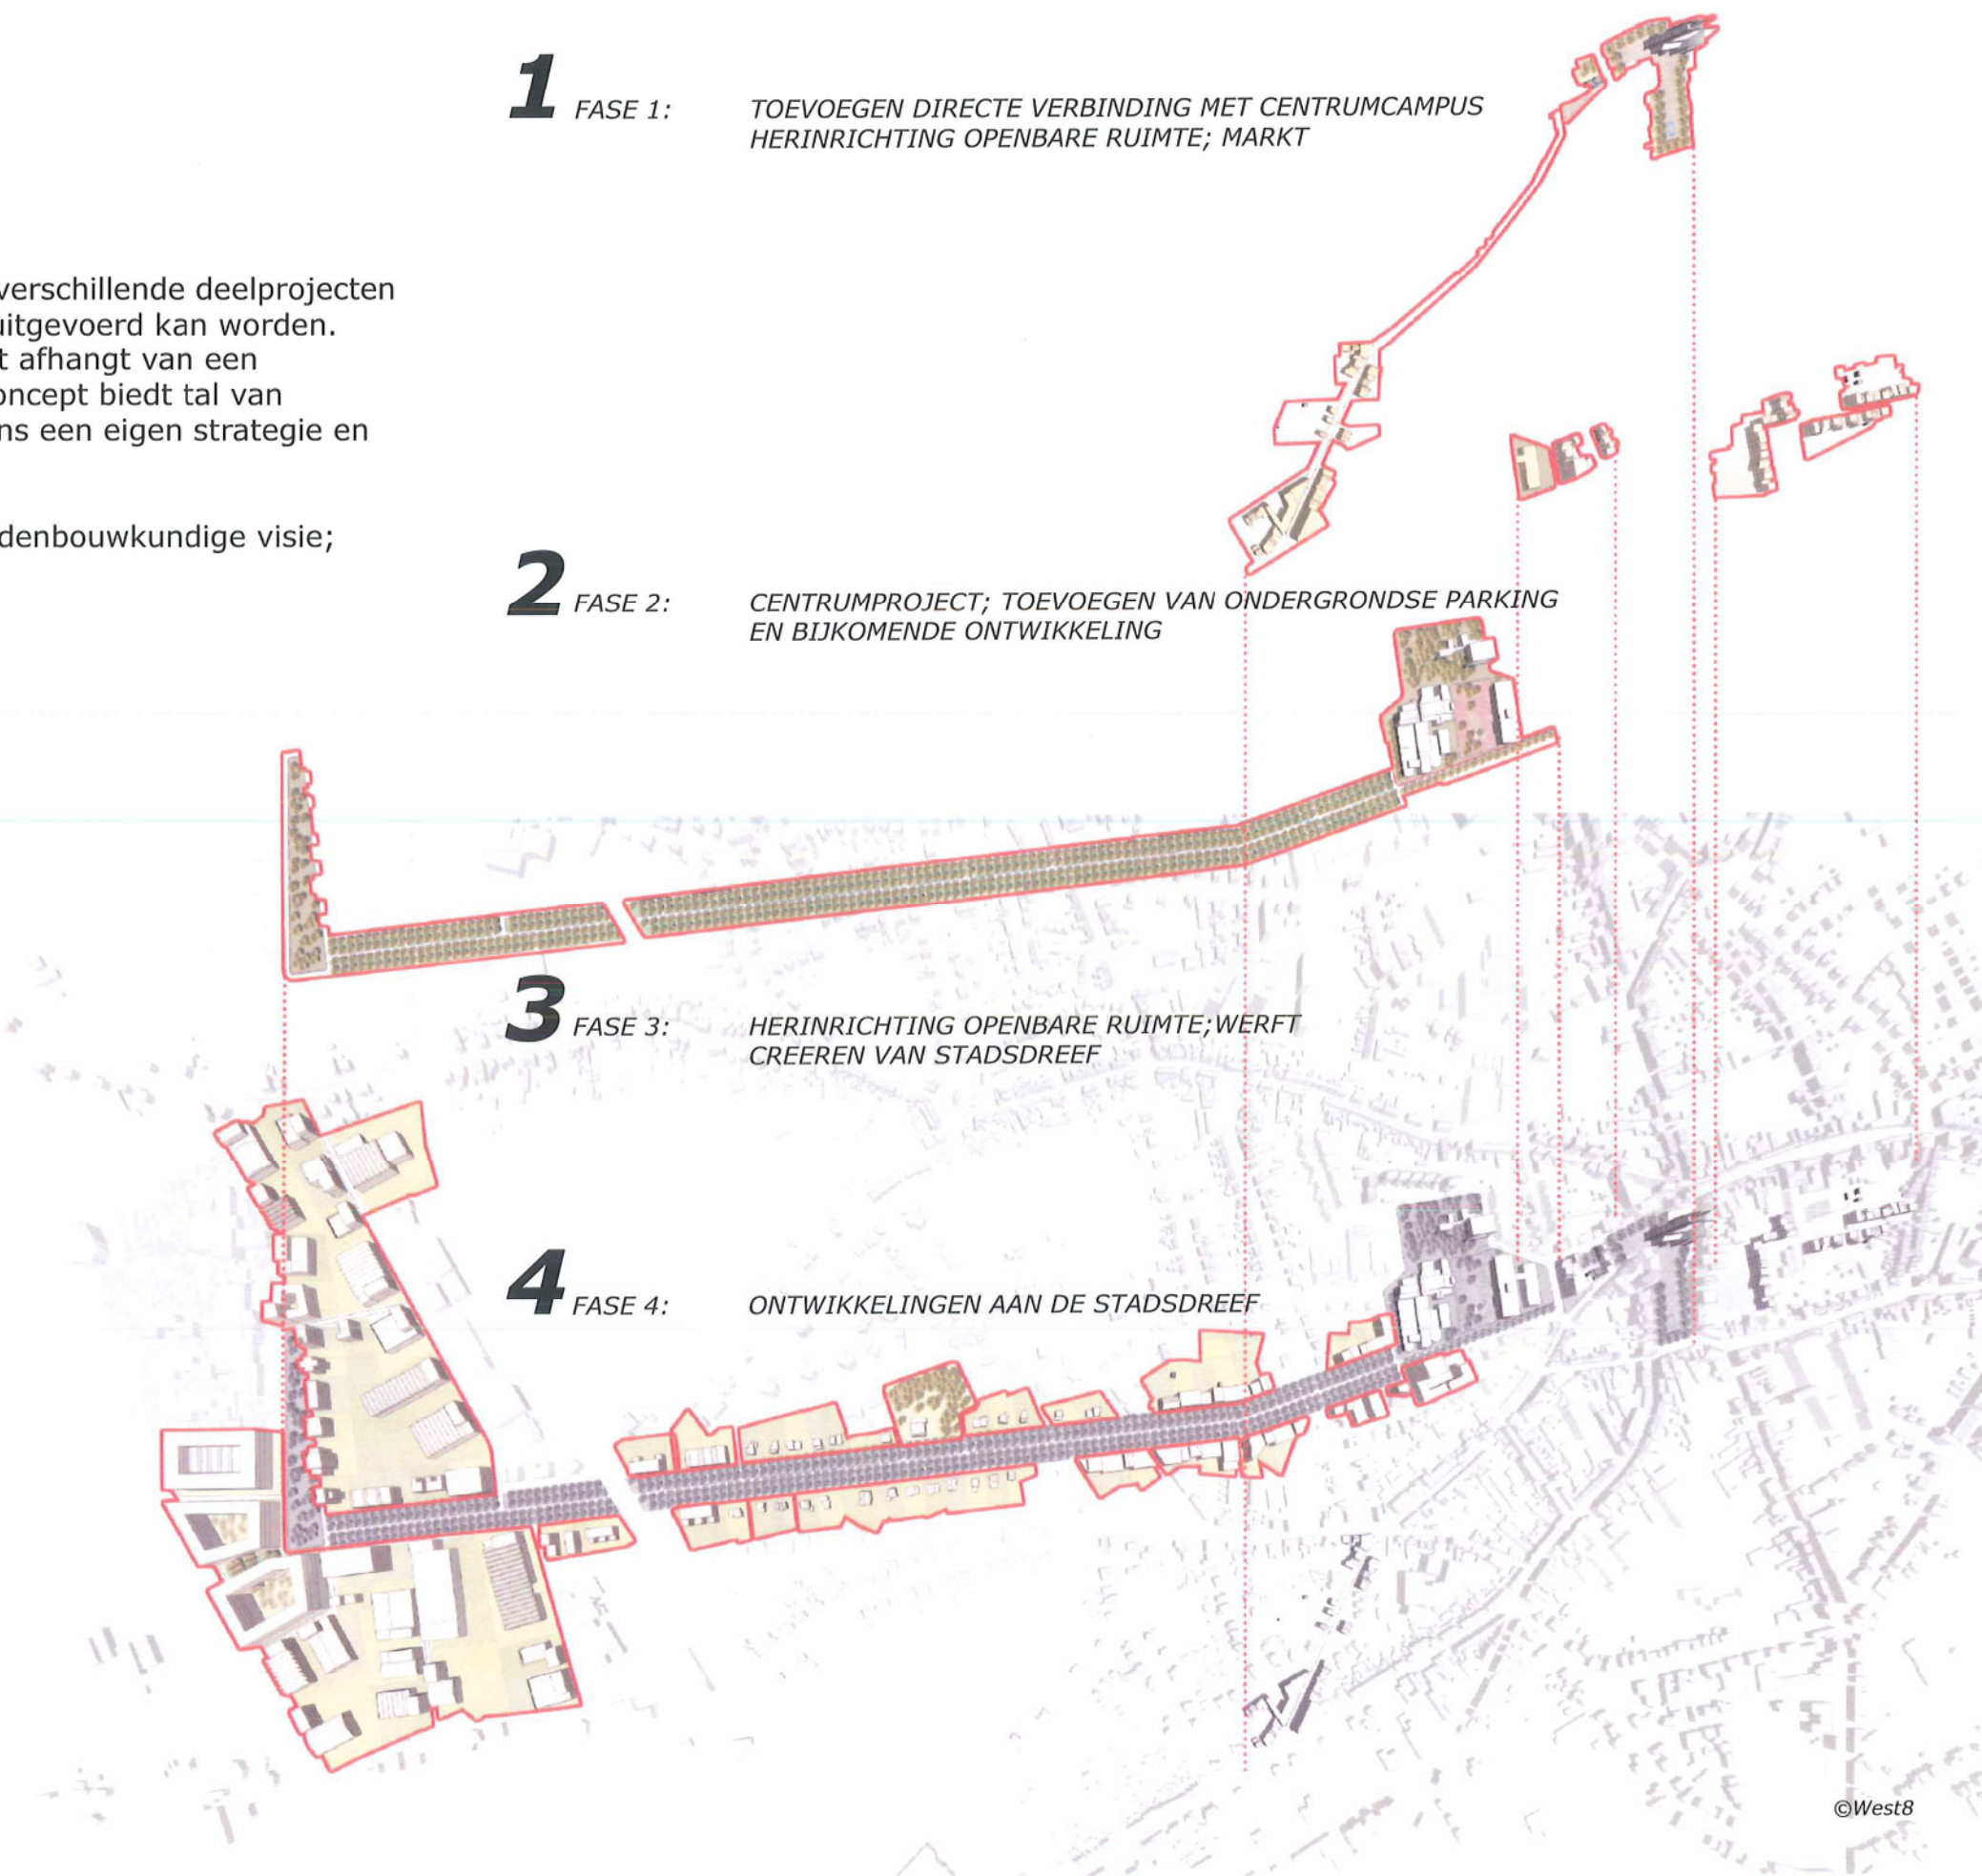 1 FASE 1: TOEVOEGEN DIRECTE VERBINDING MET CENTRUMCAMPUS
HERINRICHTING OPENBARE RUIMTE; MARKT
verschillende deelprojecten
uitgevoerd kan worden.
t afhangt van een
oncept biedt tal van
ns een eigen strategie en
denbouwkundige visie;
2 FASE 2: CENTRUMPROJECT; TOEVOEGEN VAN ONDERGRONDSE PARKING
EN BIJKOMENDE ONTWIKKELING
3 FASE 3: HERINRICHTING OPENBARE RUIMTE;WERFT
CREEREN VAN STADSDREEF
4 FASE 4: ONTWIKKELINGEN AAN DE STADSDREEF
©West8